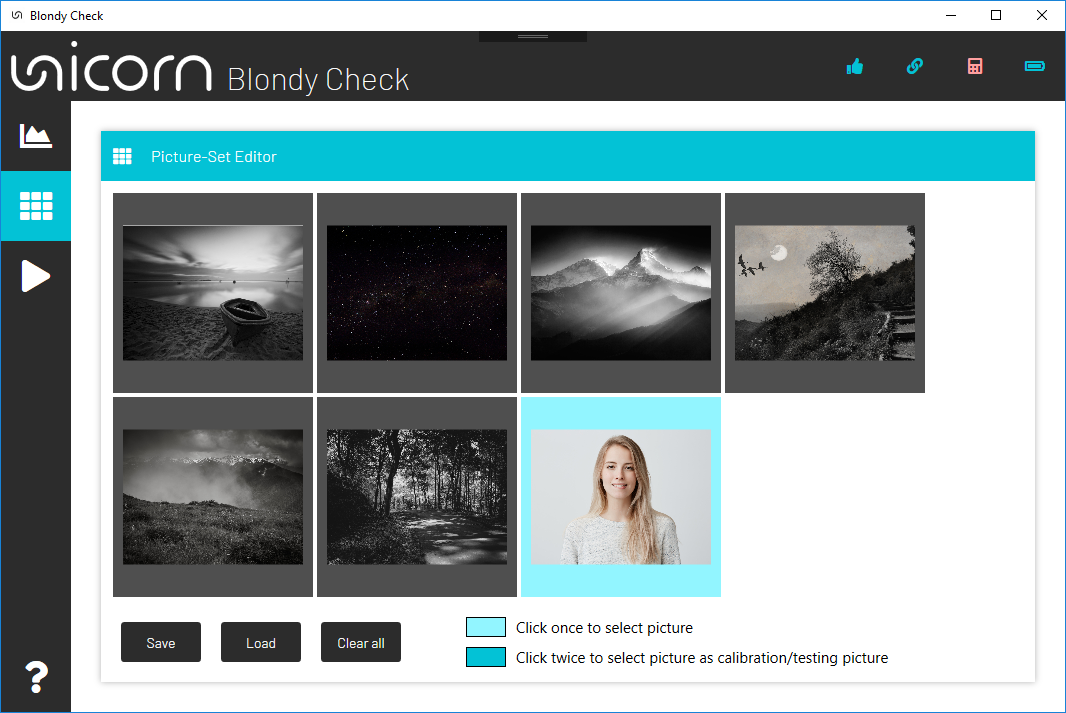 Blondy Check
unicorn Blondy Check
Picture-Set Editor
Save
Load
Clear all
Click once to select picture
Click twice to select picture as calibration/testing picture
?